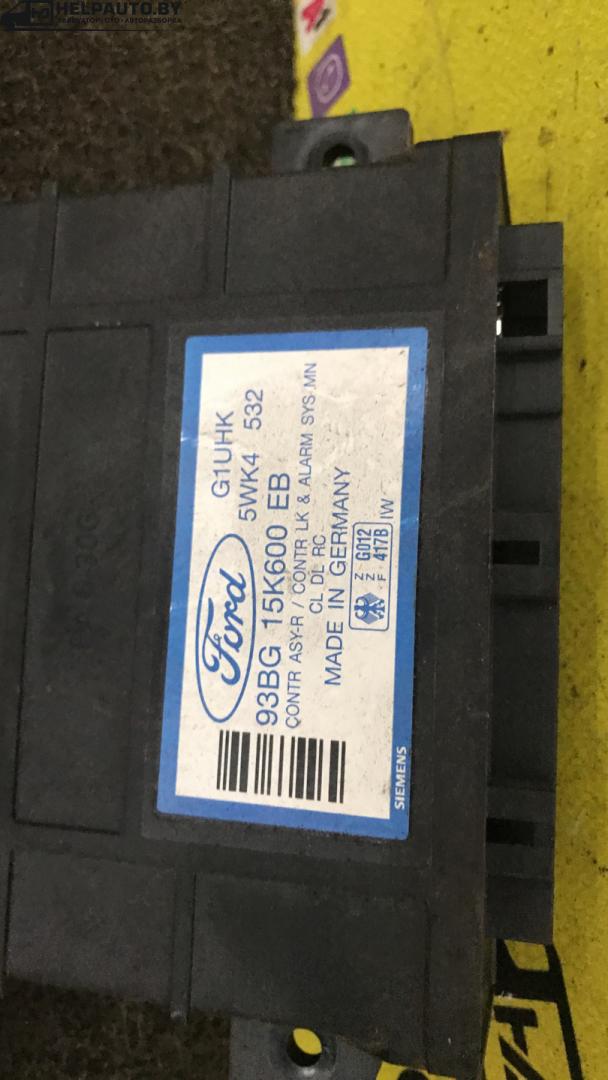 HELPAUTO.BY
Ford
G1UHK
5WK4 532
93BG 15K600 EB
CONTR ASY-R / CONTR LK & ALARM SYS MN
CL DL RC
MADE IN GERMANY
Z
Z G012
F 417B
IW
SIEMENS